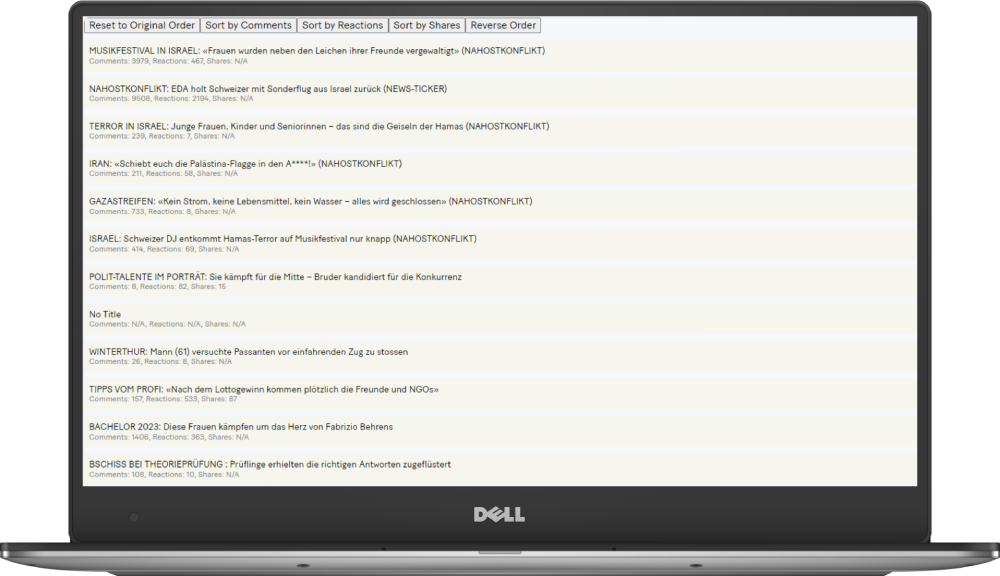 Reset to Original Order Sort by Comments Sort by Reactions Sort by Shares Reverse Order
MUSIKFESTIVAL IN ISRAEL: «Frauen wurden neben den Leichen ihrer Freunde vergewaltigt» (NAHOSTKONFLIKT)
Comments: 3979, Reactions: 467, Shares: N/A
NAHOSTKONFLIKT: EDA holt Schweizer mit Sonderflug aus Israel zurück (NEWS-TICKER)
Comments: 9508, Reactions: 2194, Shares: N/A
TERROR IN ISRAEL: Junge Frauen, Kinder und Seniorinnen – das sind die Geiseln der Hamas (NAHOSTKONFLIKT)
Comments: 239, Reactions: 7, Shares: N/A
IRAN: «Schiebt euch die Palästina-Flagge in den A****!» (NAHOSTKONFLIKT)
Comments: 211, Reactions: 58, Shares: N/A
GAZASTREIFEN: «Kein Strom, keine Lebensmittel, kein Wasser – alles wird geschlossen» (NAHOSTKONFLIKT)
Comments: 733, Reactions: 8, Shares: N/A
ISRAEL: Schweizer DJ entkommt Hamas-Terror auf Musikfestival nur knapp (NAHOSTKONFLIKT)
Comments: 414, Reactions: 69, Shares: N/A
POLIT-TALENTE IM PORTRÄT: Sie kämpft für die Mitte – Bruder kandidiert für die Konkurrenz
Comments: 8, Reactions: 82, Shares: 15
No Title
Comments: N/A, Reactions: N/A, Shares: N/A
WINTERTHUR: Mann (61) versuchte Passanten vor einfahrenden Zug zu stossen
Comments: 26, Reactions: 8, Shares: N/A
TIPPS VOM PROFI: «Nach dem Lottogewinn kommen plötzlich die Freunde und NGOs»
Comments: 157, Reactions: 533, Shares: 87
BACHELOR 2023: Diese Frauen kämpfen um das Herz von Fabrizio Behrens
Comments: 1406, Reactions: 363, Shares: N/A
BSCHISS BEI THEORIEPRÜFUNG : Prüflinge erhielten die richtigen Antworten zugeflüstert
Comments: 108, Reactions: 10, Shares: N/A
DELL